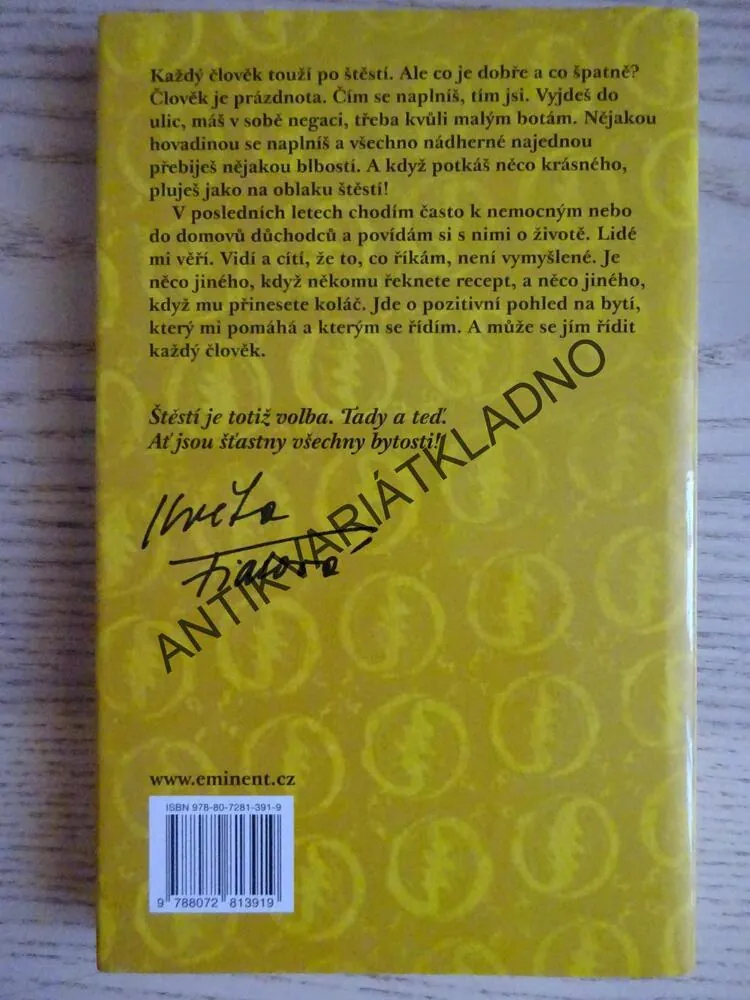 Každý člověk touží po štěstí. Ale co je dobře a co špatně?
Člověk je prázdnota. Čím se naplníš, tím jsi. Vyjdeš do
ulic, máš v sobě negaci, třeba kvůli malým botám. Nějakou
hovadinou se naplníš a všechno nádherné najednou
přebiješ nějakou blbostí. A když potkáš něco krásného,
pluješ jako na oblaku štěstí!
V posledních letech chodím často k nemocným nebo
do domovů důchodců a povídám si s nimi o životě. Lidé
mi věří. Vidí a cítí, že to, co říkám, není vymyšlené. Je
něco jiného, když někomu řeknete recept, a něco jiného,
když mu přinesete koláč. Jde o pozitivní pohled na bytí,
který mi pomáhá a kterým se řídím. A může se jím řídit
každý člověk.
Štěstí je totiž volba. Tady a teď.
Ať jsou šťastny všechny bytosti!
Květa
Fialová
ANTIKVARIÁTKLADNO
www.eminent.cz
ISBN 978-80-7281-391-9
9 788072 813919